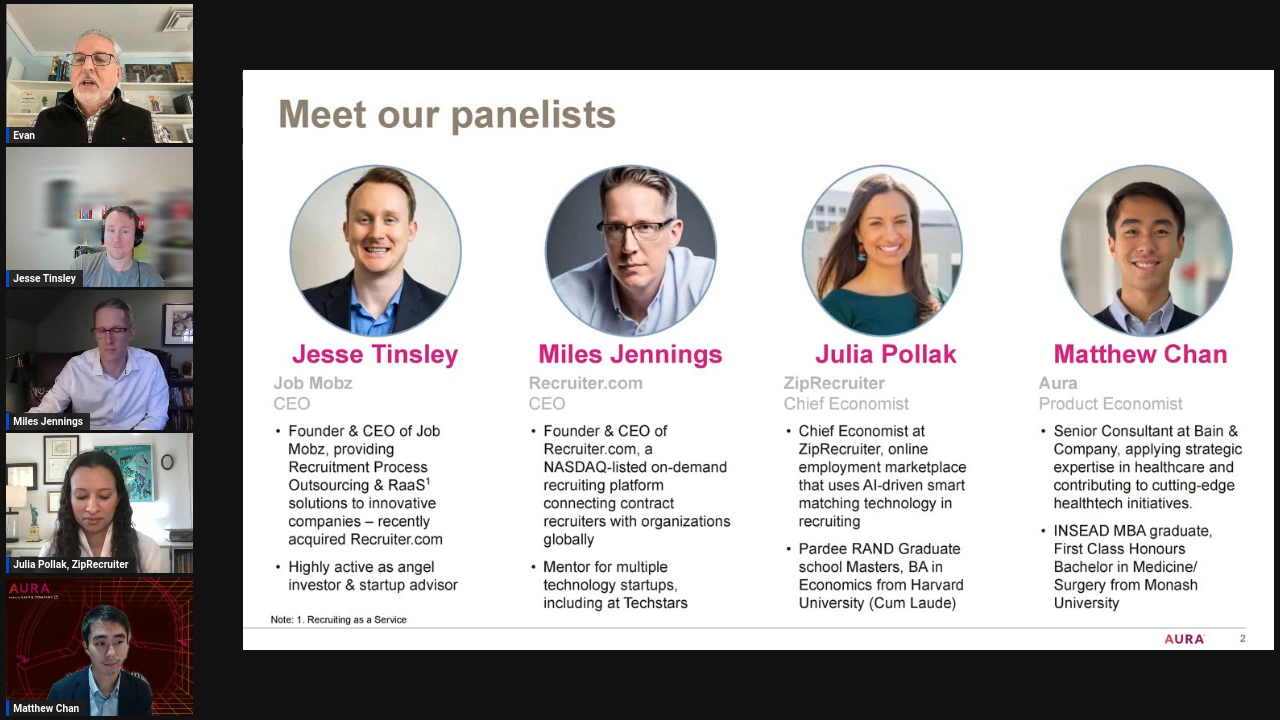 Evan
Jesse Tinsley
Miles Jennings
Julia Pollak, ZipRecruiter
AURA
Matthew Chan
Meet our panelists
Jesse Tinsley
Job Mobz
CEO
• Founder & CEO of Job
Mobz, providing
Recruitment Process
Outsourcing & RaaS¹
solutions to innovative
companies – recently
acquired Recruiter.com
• Highly active as angel
investor & startup advisor
Miles Jennings
Recruiter.com
CEO
• Founder & CEO of
Recruiter.com, a
NASDAQ-listed on-demand
recruiting platform
connecting contract
recruiters with organizations
globally
• Mentor for multiple
technology startups,
including at Techstars
Julia Pollak
ZipRecruiter
Chief Economist
• Chief Economist at
ZipRecruiter, online
employment marketplace
that uses AI-driven smart
matching technology in
recruiting
• Pardee RAND Graduate
school Masters, BA in
Economics from Harvard
University (Cum Laude)
Matthew Chan
Aura
Product Economist
• Senior Consultant at Bain &
Company, applying strategic
expertise in healthcare and
contributing to cutting-edge
healthtech initiatives.
• INSEAD MBA graduate,
First Class Honours
Bachelor in Medicine/
Surgery from Monash
University
Note: 1. Recruiting as a Service
AURA
2